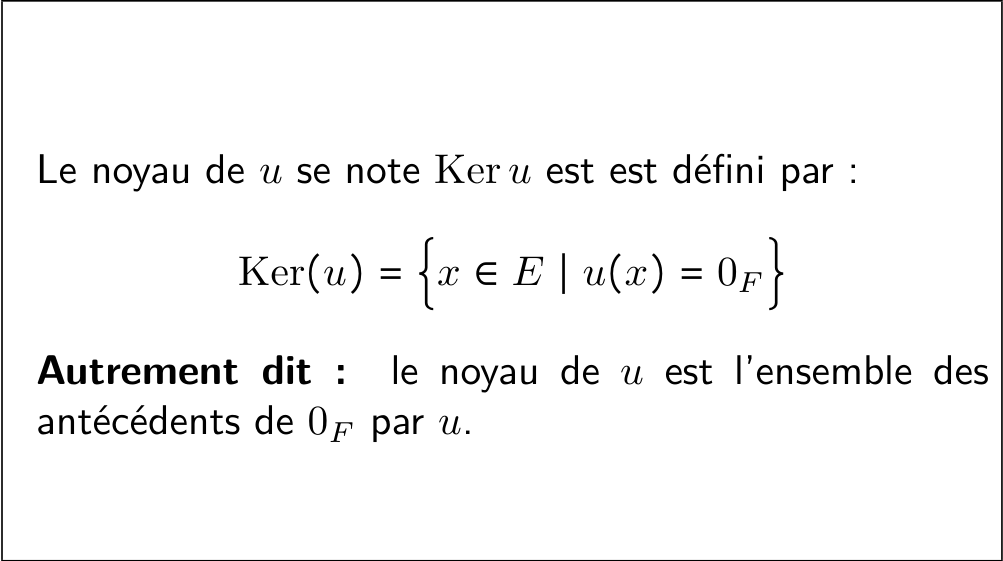 Le noyau de u se note Ker u est est défini par :
Ker(u) = {x ∈ E | u(x) = 0_F}
Autrement dit : le noyau de u est l'ensemble des
antécédents de 0_F par u.